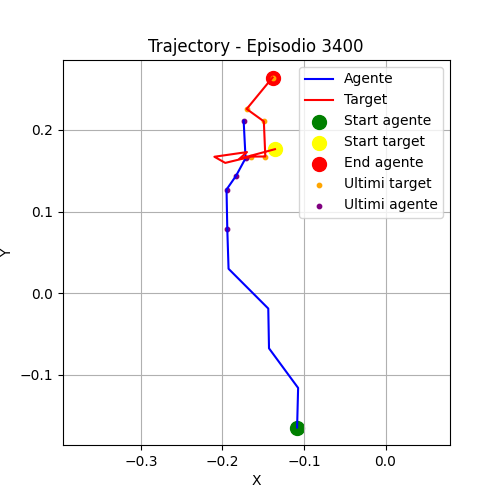 Trajectory - Episodio 3400
Agente
Target
Start agente
Start target
End agente
Ultimi target
Ultimi agente
Y
0.2
0.1
0.0
−0.1
−0.3
−0.2
−0.1
0.0
X